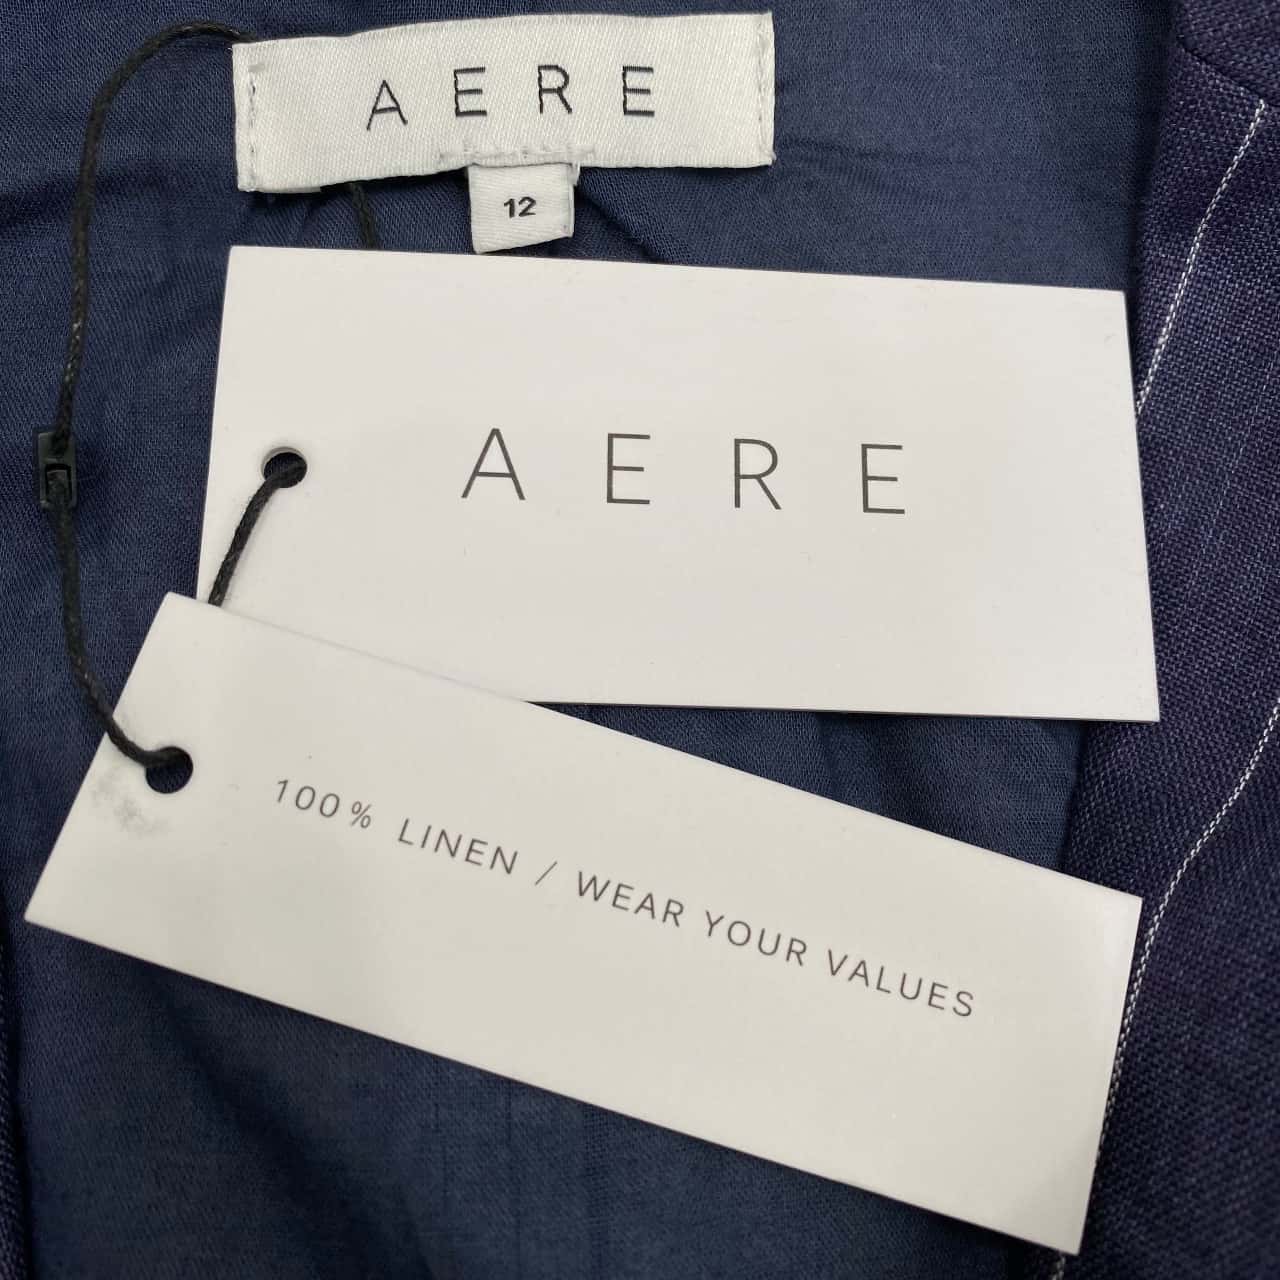 AERE
12
AERE
100% LINEN / WEAR YOUR VALUES